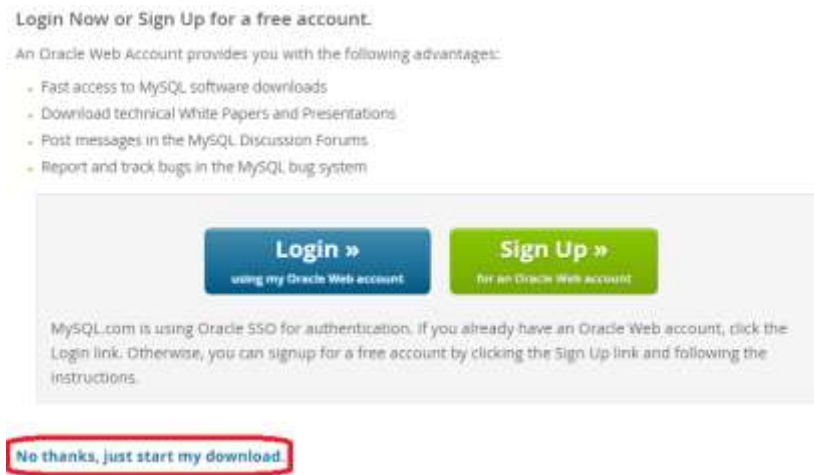 Login Now or Sign Up for a free account.
An Oracle Web Account provides you with the following advantages:
Fast access to MySQL software downloads
Download technical White Papers and Presentations
Post messages in the MySQL Discussion Forums
Report and track bugs in the MySQL bug system
Login »
using my Oracle Web account
Sign Up »
for an Oracle Web account
MySQL.com is using Oracle SSO for authentication. If you already have an Oracle Web account, click the
Login link. Otherwise, you can signup for a free account by clicking the Sign Up link and following the
instructions.
No thanks, just start my download.